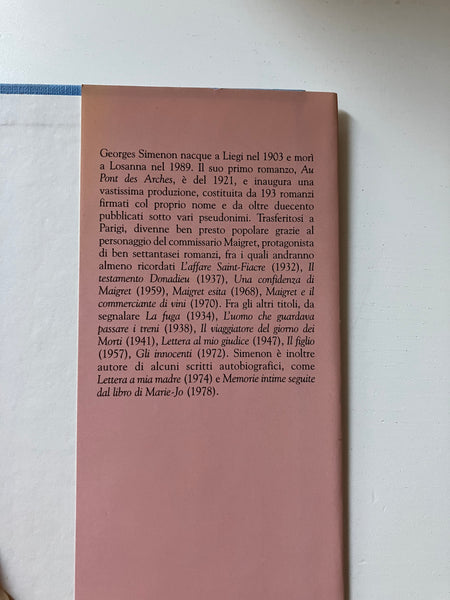 Georges Simenon nacque a Liegi nel 1903 e morì
a Losanna nel 1989. Il suo primo romanzo, Au
Pont des Arches, è del 1921, e inaugura una
vastissima produzione, costituita da 193 romanzi
firmati col proprio nome e da oltre duecento
pubblicati sotto vari pseudonimi. Trasferitosi a
Parigi, divenne ben presto popolare grazie al
personaggio del commissario Maigret, protagonista
di ben settantasei romanzi, fra i quali andranno
almeno ricordati L'affare Saint-Fiacre (1932), Il
testamento Donadieu (1937), Una confidenza di
Maigret (1959), Maigret esita (1968), Maigret e il
commerciante di vini (1970). Fra gli altri titoli, da
segnalare La fuga (1934), L'uomo che guardava
passare i treni (1938), Il viaggiatore del giorno dei
Morti (1941), Lettera al mio giudice (1947), Il figlio
(1957), Gli innocenti (1972). Simenon è inoltre
autore di alcuni scritti autobiografici, come
Lettera a mia madre (1974) e Memorie intime seguite
dal libro di Marie-Jo (1978).